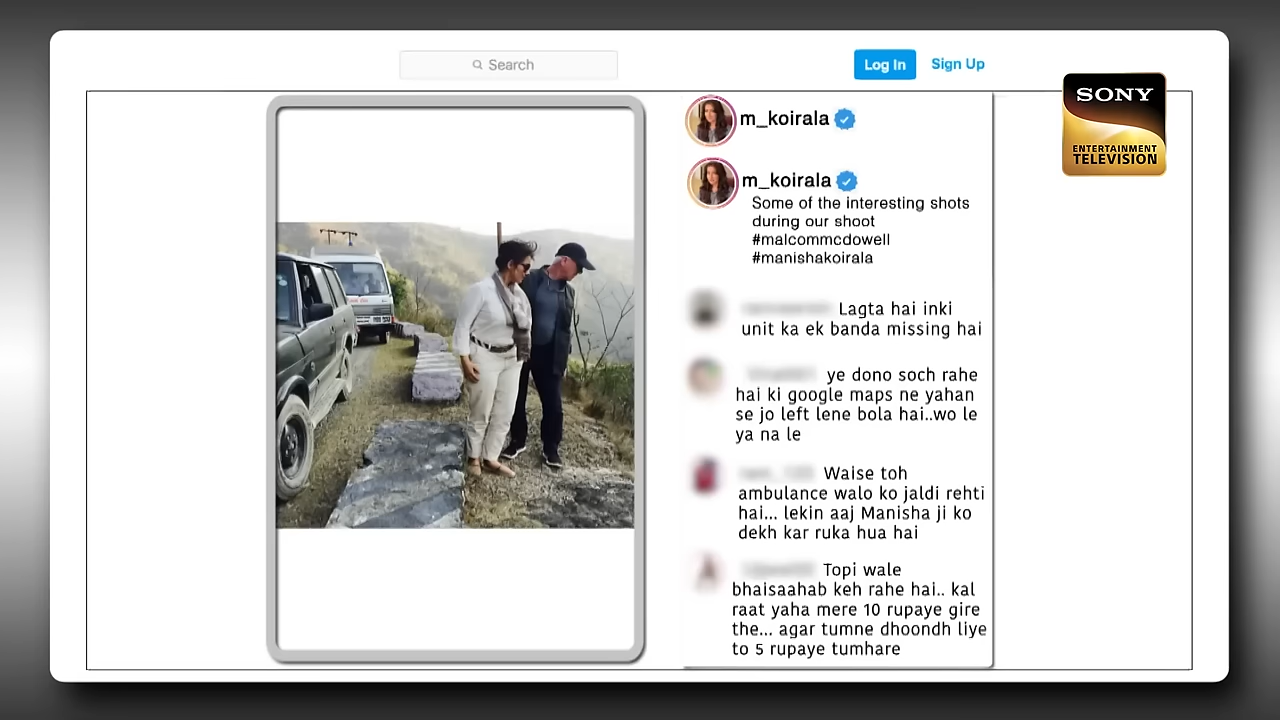 Search
Log In
Sign Up
SONY
ENTERTAINMENT
TELEVISION
m_koirala
m_koirala
Some of the interesting shots
during our shoot
#malcommcdowell
#manishakoirala
Lagta hai inki
unit ka ek banda missing hai
ye dono soch rahe
hai ki google maps ne yahan
se jo left lene bola hai..wo le
ya na le
Waise toh
ambulance walo ko jaldi rehti
hai... lekin aaj Manisha ji ko
dekh kar ruka hua hai
Topi wale
bhaisaahab keh rahe hai.. kal
raat yaha mere 10 rupaye gire
the... agar tumne dhoondh liye
to 5 rupaye tumhare